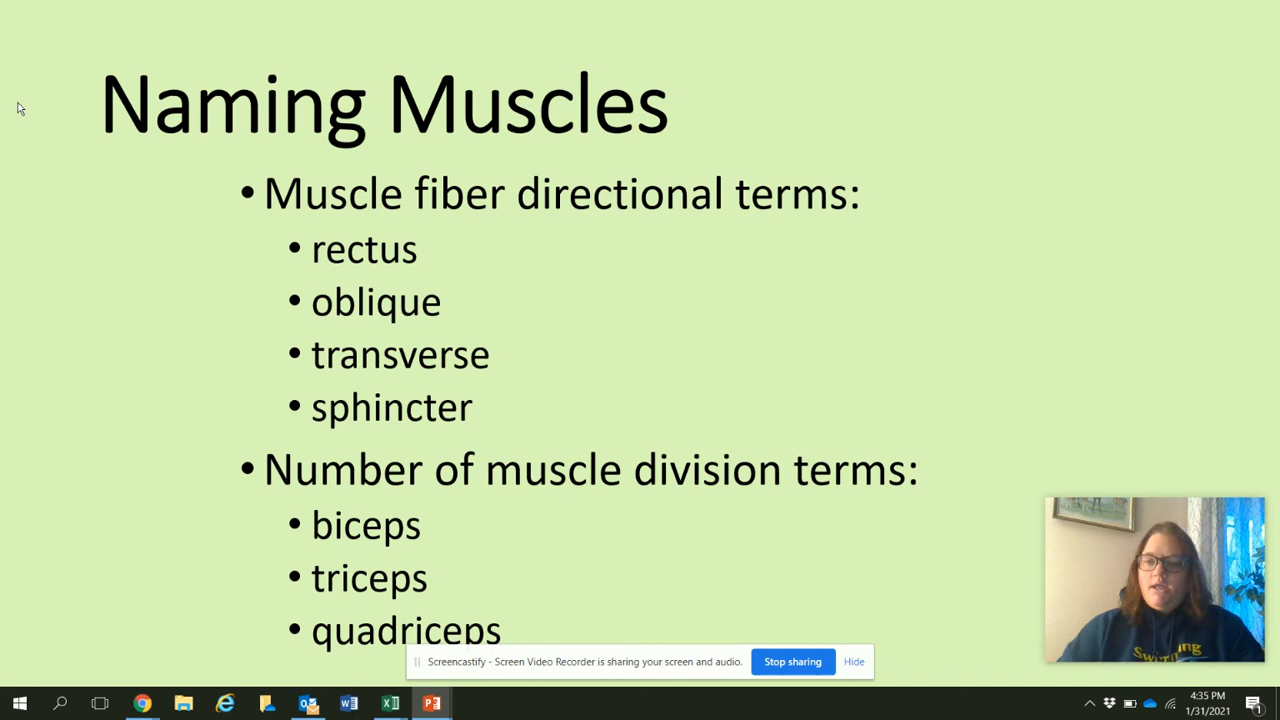 Naming Muscles
• Muscle fiber directional terms:
• rectus
• oblique
• transverse
• sphincter
• Number of muscle division terms:
• biceps
• triceps
• quadriceps
Screencastify - Screen Video Recorder is sharing your screen and audio. Stop sharing Hide
4:35 PM
1/31/2021